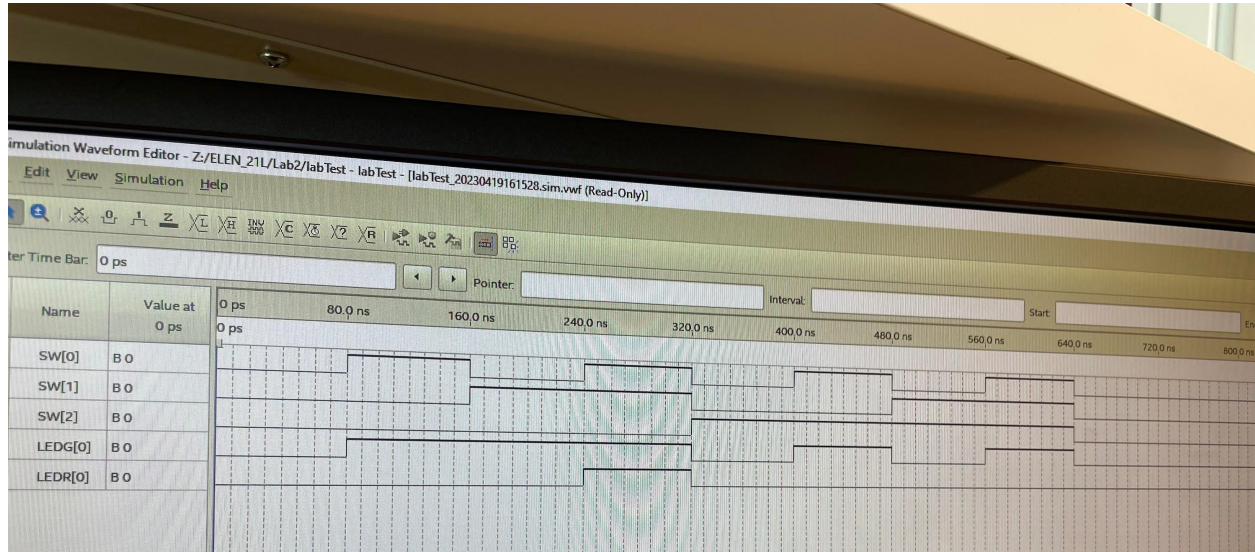 imulation Waveform Editor - Z:/ELEN_21L/Lab2/labTest - labTest - [labTest_20230419161528.sim.vwf (Read-Only)]
Edit View Simulation Help
ter Time Bar: 0 ps Pointer: Interval: Start: En
Name Value at 0 ps
0 ps 80.0 ns 160.0 ns 240.0 ns 320.0 ns 400.0 ns 480.0 ns 560.0 ns 640.0 ns 720.0 ns 800.0 ns
0 ps
SW[0] B 0
SW[1] B 0
SW[2] B 0
LEDG[0] B 0
LEDR[0] B 0